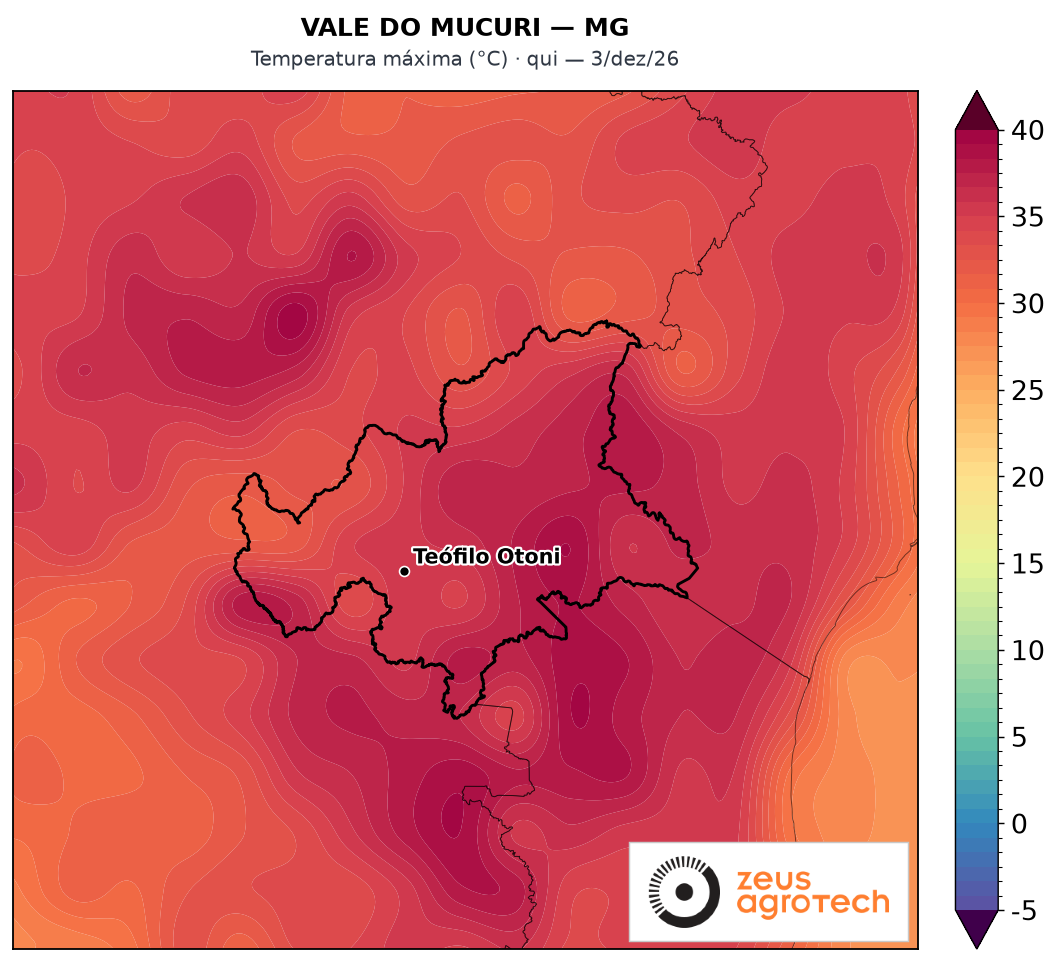 VALE DO MUCURI — MG
Temperatura máxima (°C) · qui — 3/dez/26
40
35
30
25
20
15
10
5
0
-5
Teófilo Otoni
zeus
agrotech